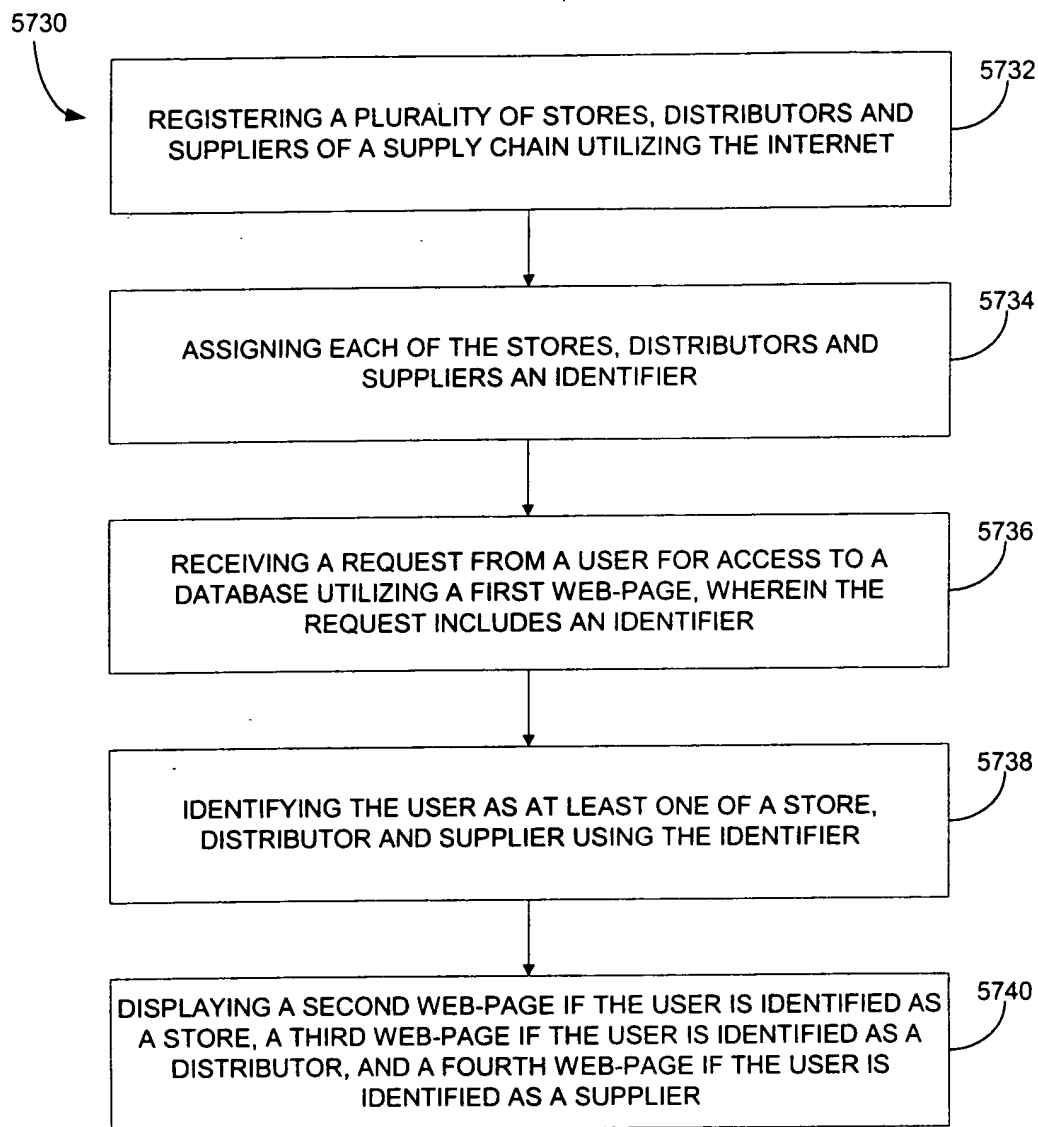 5730
5732
REGISTERING A PLURALITY OF STORES, DISTRIBUTORS AND
SUPPLIERS OF A SUPPLY CHAIN UTILIZING THE INTERNET
5734
ASSIGNING EACH OF THE STORES, DISTRIBUTORS AND
SUPPLIERS AN IDENTIFIER
5736
RECEIVING A REQUEST FROM A USER FOR ACCESS TO A
DATABASE UTILIZING A FIRST WEB-PAGE, WHEREIN THE
REQUEST INCLUDES AN IDENTIFIER
5738
IDENTIFYING THE USER AS AT LEAST ONE OF A STORE,
DISTRIBUTOR AND SUPPLIER USING THE IDENTIFIER
5740
DISPLAYING A SECOND WEB-PAGE IF THE USER IS IDENTIFIED AS
A STORE, A THIRD WEB-PAGE IF THE USER IS IDENTIFIED AS A
DISTRIBUTOR, AND A FOURTH WEB-PAGE IF THE USER IS
IDENTIFIED AS A SUPPLIER